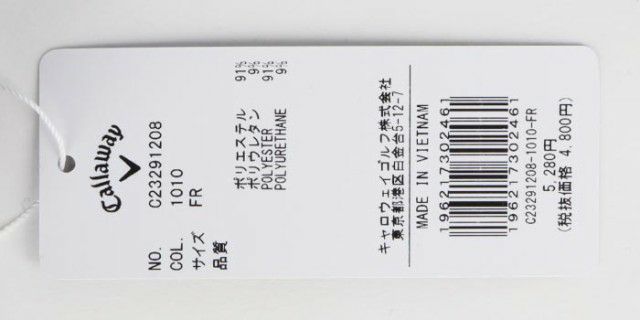 Callaway
NO. C23291208
COL. 1010
サイズ FR
品質
ポリエステル 91%
ポリウレタン 9%
POLYESTER 91%
POLYURETHANE 9%
キャロウェイゴルフ株式会社
東京都港区白金台5-12-7
MADE IN VIETNAM
196217302461
196217302461
C23291208-1010-FR
5,280円
(税抜価格 4,800円)